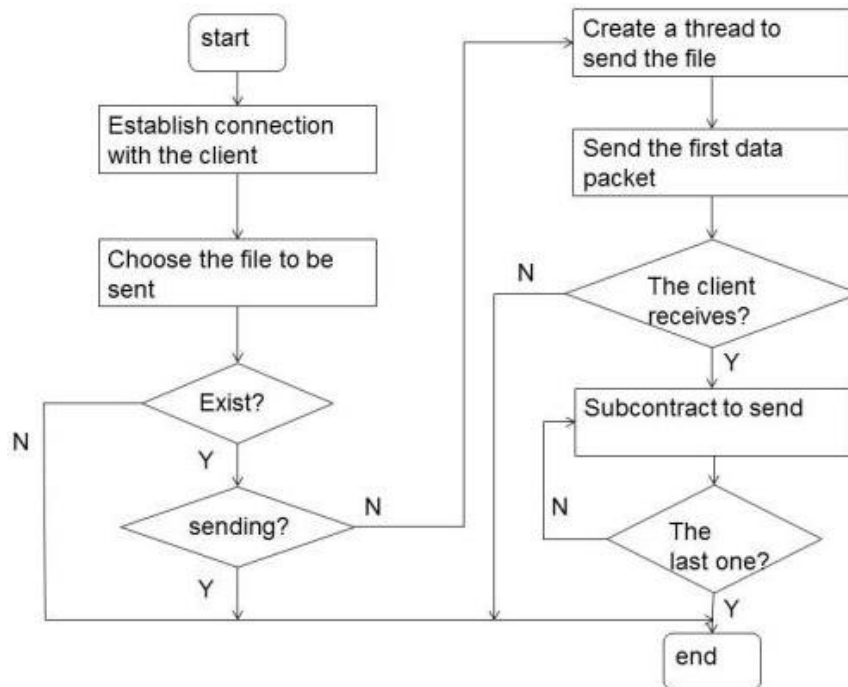 start
Establish connection
with the client
Choose the file to be
sent
Exist?
N
Y
sending?
N
Y
Create a thread to
send the file
Send the first data
packet
N
The client
receives?
Y
Subcontract to send
N
The
last one?
Y
end